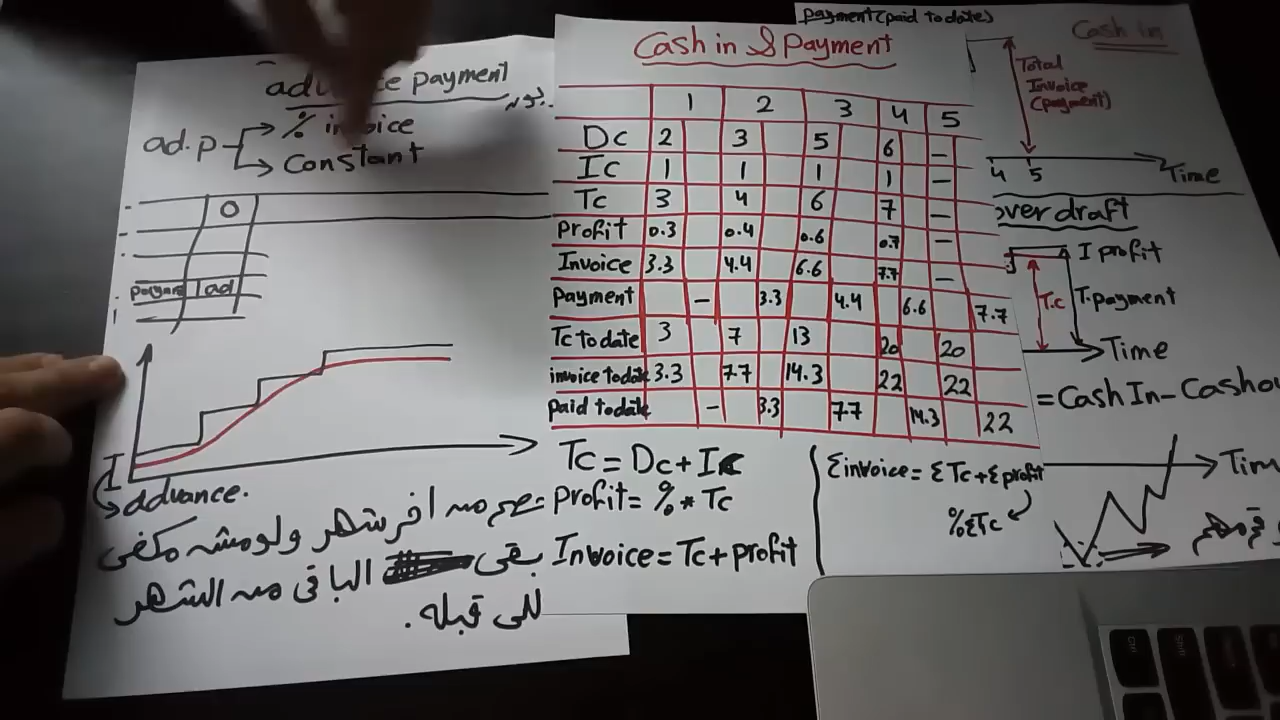 advance payment
ad.p
% invoice
Constant
0
payment ad
advance.
بيخصم من اخر شهر ولو مش مكفى
بقى الباقى من الشهر
للى قبله.
Cash in & Payment
1 2 3 4 5
Dc 2 3 5 6 –
Ic 1 1 1 1 –
Tc 3 4 6 7 –
Profit 0.3 0.4 0.6 0.7 –
Invoice 3.3 4.4 6.6 7.7 –
payment – 3.3 4.4 6.6 7.7
Tc to date 3 7 13 20 20
invoice to date 3.3 7.7 14.3 22 22
paid to date – 3.3 7.7 14.3 22
Tc = Dc + Ic
Profit = % * Tc
Invoice = Tc + profit
Σinvoice = ΣTc + Σprofit
%ΣTc
payment (paid to date)
Cash in
Total
Invoice
(payment)
4 5
Time
over draft
I profit
T.c T.payment
Time
= Cash In - Cash
Tim
Ctrl
Shift